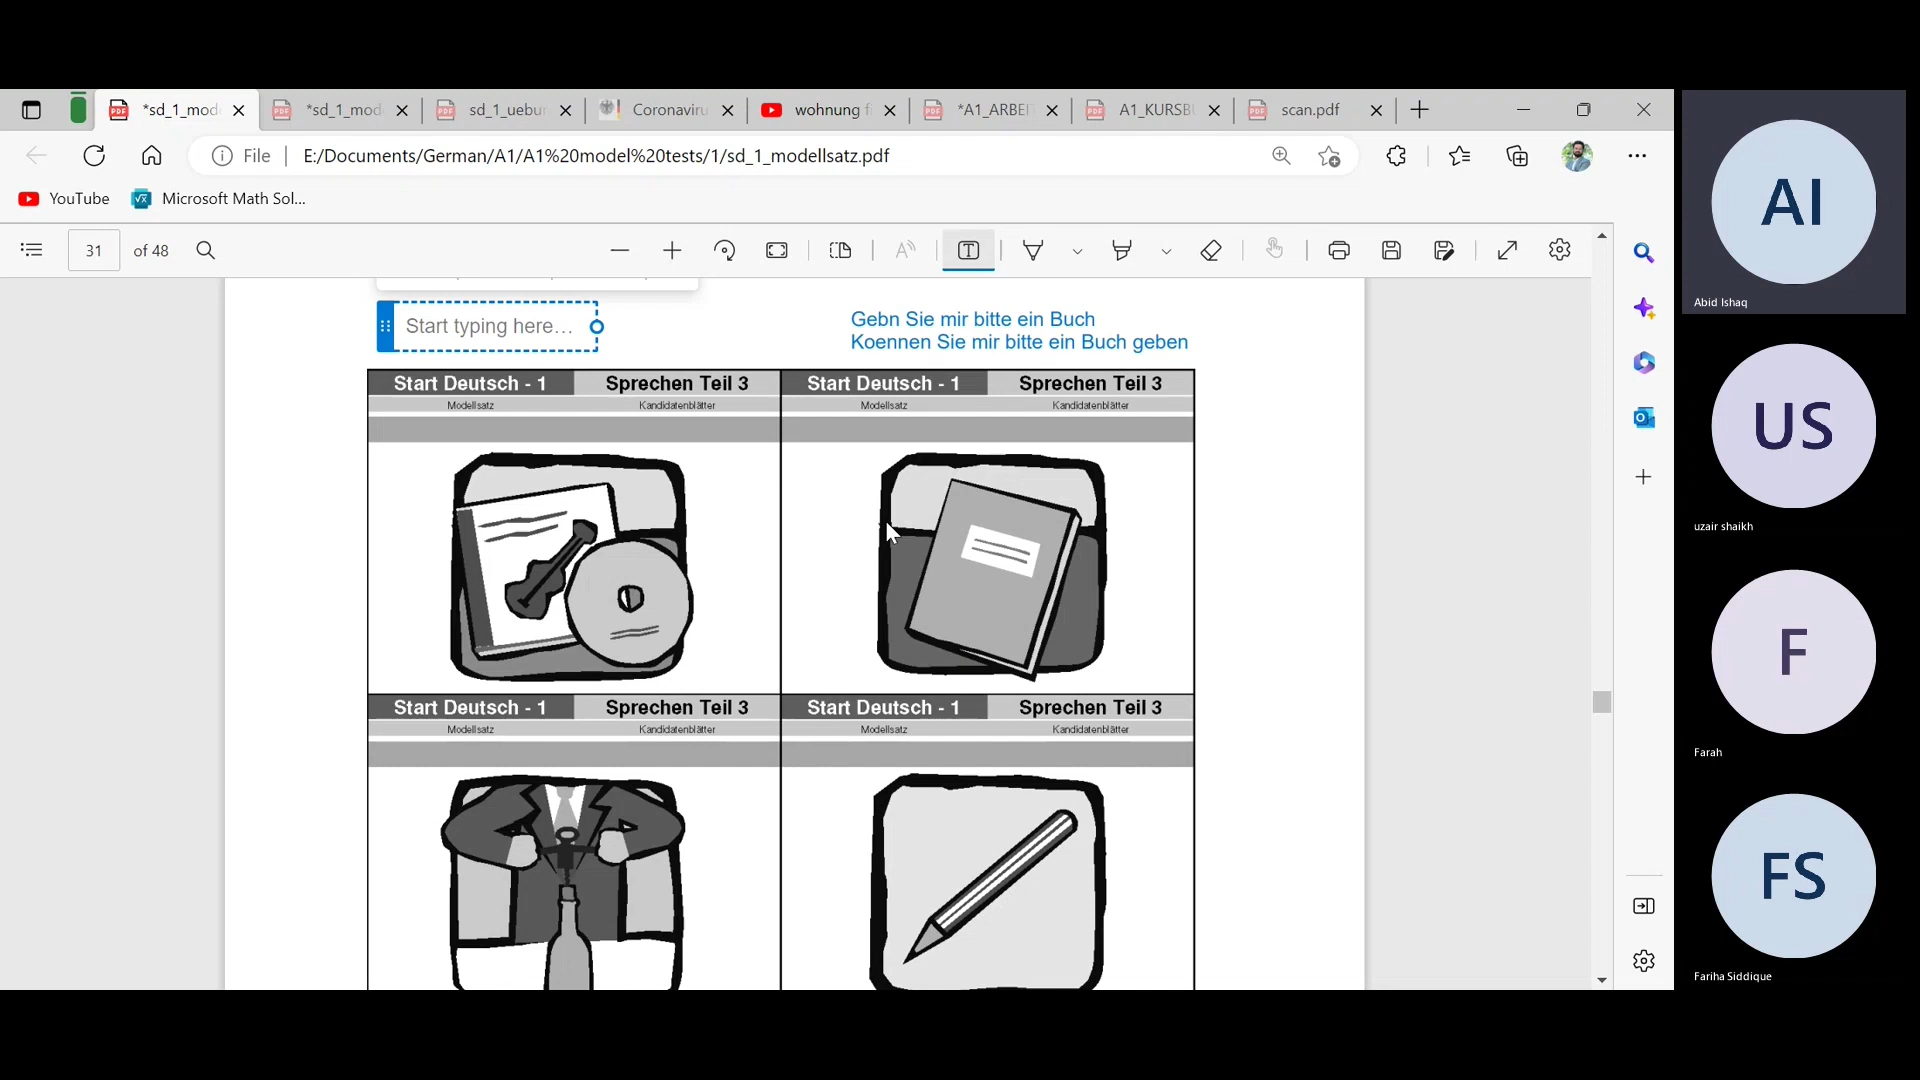 *sd_1_mod
*sd_1_mod
sd_1_uebur
Coronaviru
wohnung f
*A1_ARBEI
A1_KURSB
scan.pdf
File
E:/Documents/German/A1/A1%20model%20tests/1/sd_1_modellsatz.pdf
YouTube
Microsoft Math Sol...
31 of 48
Start typing here...
Gebn Sie mir bitte ein Buch
Koennen Sie mir bitte ein Buch geben
Start Deutsch - 1 Sprechen Teil 3 Start Deutsch - 1 Sprechen Teil 3
Modellsatz Kandidatenblätter Modellsatz Kandidatenblätter
Start Deutsch - 1 Sprechen Teil 3 Start Deutsch - 1 Sprechen Teil 3
Modellsatz Kandidatenblätter Modellsatz Kandidatenblätter
AI
Abid Ishaq
US
uzair shaikh
F
Farah
FS
Fariha Siddique